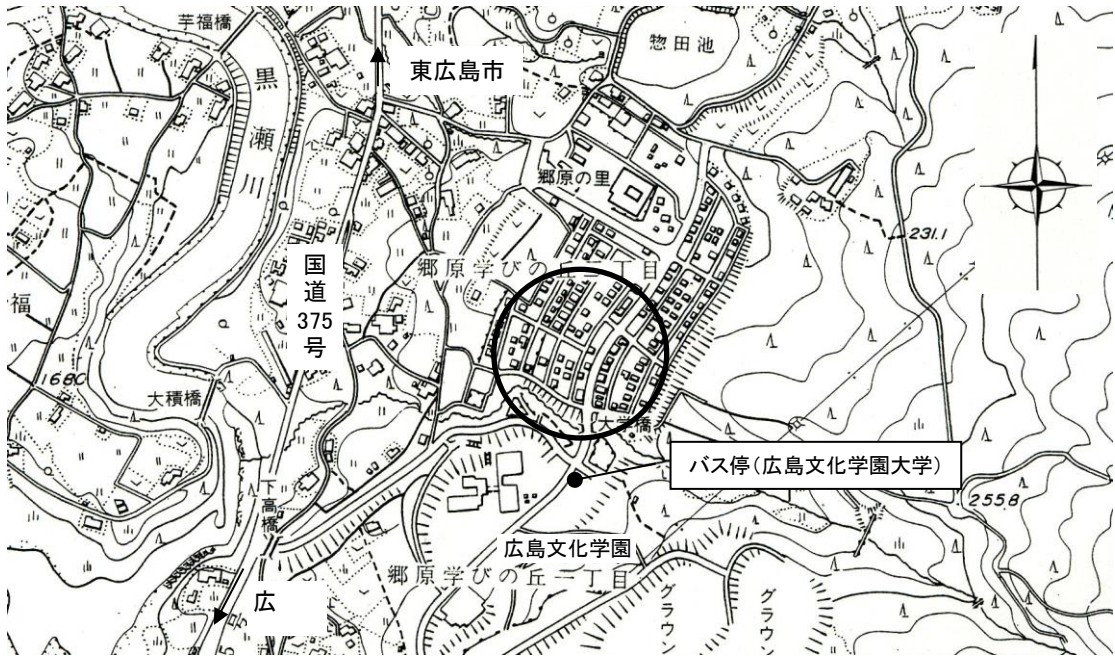 芋福橋
惣田池
東広島市
黒瀬川
郷原の里
231.1
国道
375
号
郷原学びの丘二丁目
福
168.0
大積橋
大学橋
バス停(広島文化学園大学)
下高橋
255.8
広島文化学園
郷原学びの丘一丁目
広
グラウン
グラウン